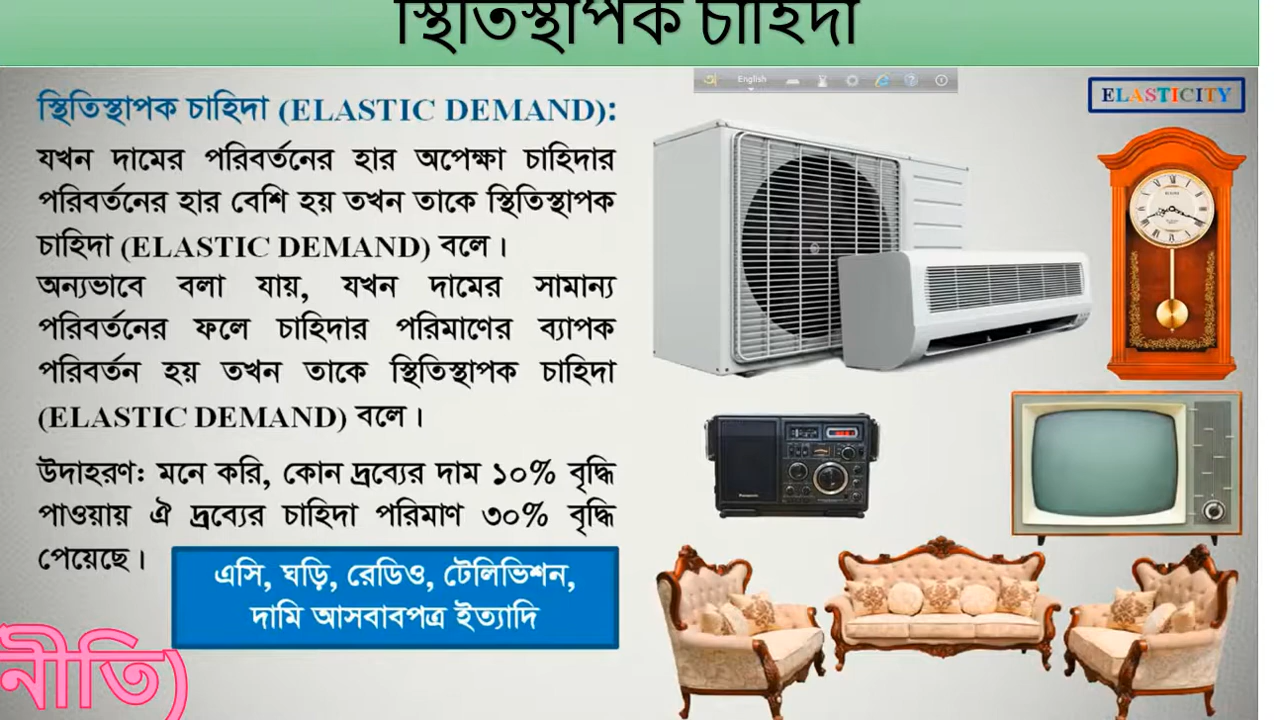 স্থিতিস্থাপক চাহিদা
English
ELASTICITY
স্থিতিস্থাপক চাহিদা (ELASTIC DEMAND):
যখন দামের পরিবর্তনের হার অপেক্ষা চাহিদার
পরিবর্তনের হার বেশি হয় তখন তাকে স্থিতিস্থাপক
চাহিদা (ELASTIC DEMAND) বলে।
অন্যভাবে বলা যায়, যখন দামের সামান্য
পরিবর্তনের ফলে চাহিদার পরিমাণের ব্যাপক
পরিবর্তন হয় তখন তাকে স্থিতিস্থাপক চাহিদা
(ELASTIC DEMAND) বলে।
উদাহরণ: মনে করি, কোন দ্রব্যের দাম ১০% বৃদ্ধি
পাওয়ায় ঐ দ্রব্যের চাহিদা পরিমাণ ৩০% বৃদ্ধি
পেয়েছে।
এসি, ঘড়ি, রেডিও, টেলিভিশন,
দামি আসবাবপত্র ইত্যাদি
নীতি)